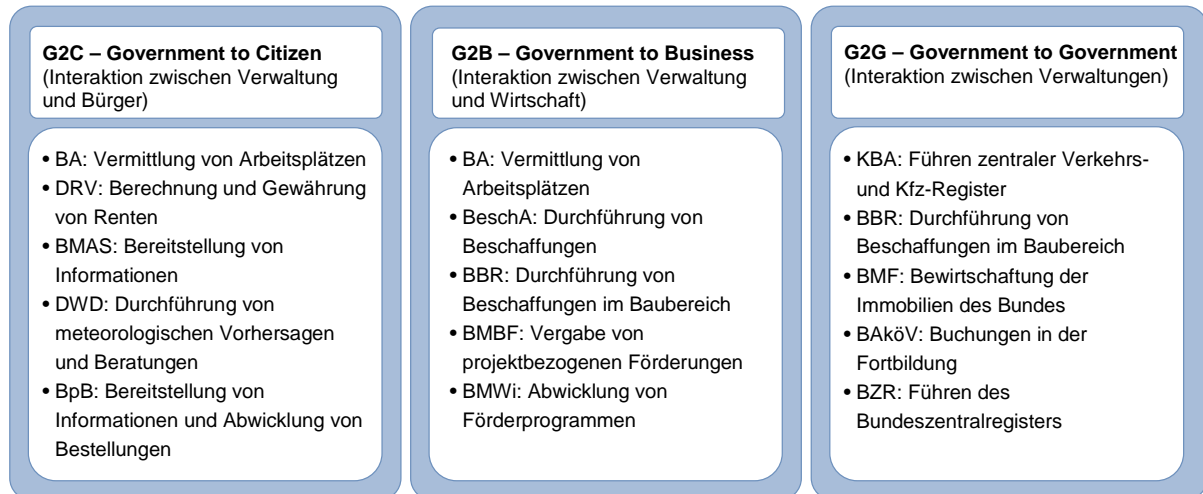 G2C – Government to Citizen
(Interaktion zwischen Verwaltung
und Bürger)
• BA: Vermittlung von Arbeitsplätzen
• DRV: Berechnung und Gewährung
von Renten
• BMAS: Bereitstellung von
Informationen
• DWD: Durchführung von
meteorologischen Vorhersagen
und Beratungen
• BpB: Bereitstellung von
Informationen und Abwicklung von
Bestellungen
G2B – Government to Business
(Interaktion zwischen Verwaltung
und Wirtschaft)
• BA: Vermittlung von
Arbeitsplätzen
• BeschA: Durchführung von
Beschaffungen
• BBR: Durchführung von
Beschaffungen im Baubereich
• BMBF: Vergabe von
projektbezogenen Förderungen
• BMWi: Abwicklung von
Förderprogrammen
G2G – Government to Government
(Interaktion zwischen Verwaltungen)
• KBA: Führen zentraler Verkehrs-
und Kfz-Register
• BBR: Durchführung von
Beschaffungen im Baubereich
• BMF: Bewirtschaftung der
Immobilien des Bundes
• BAköV: Buchungen in der
Fortbildung
• BZR: Führen des
Bundeszentralregisters